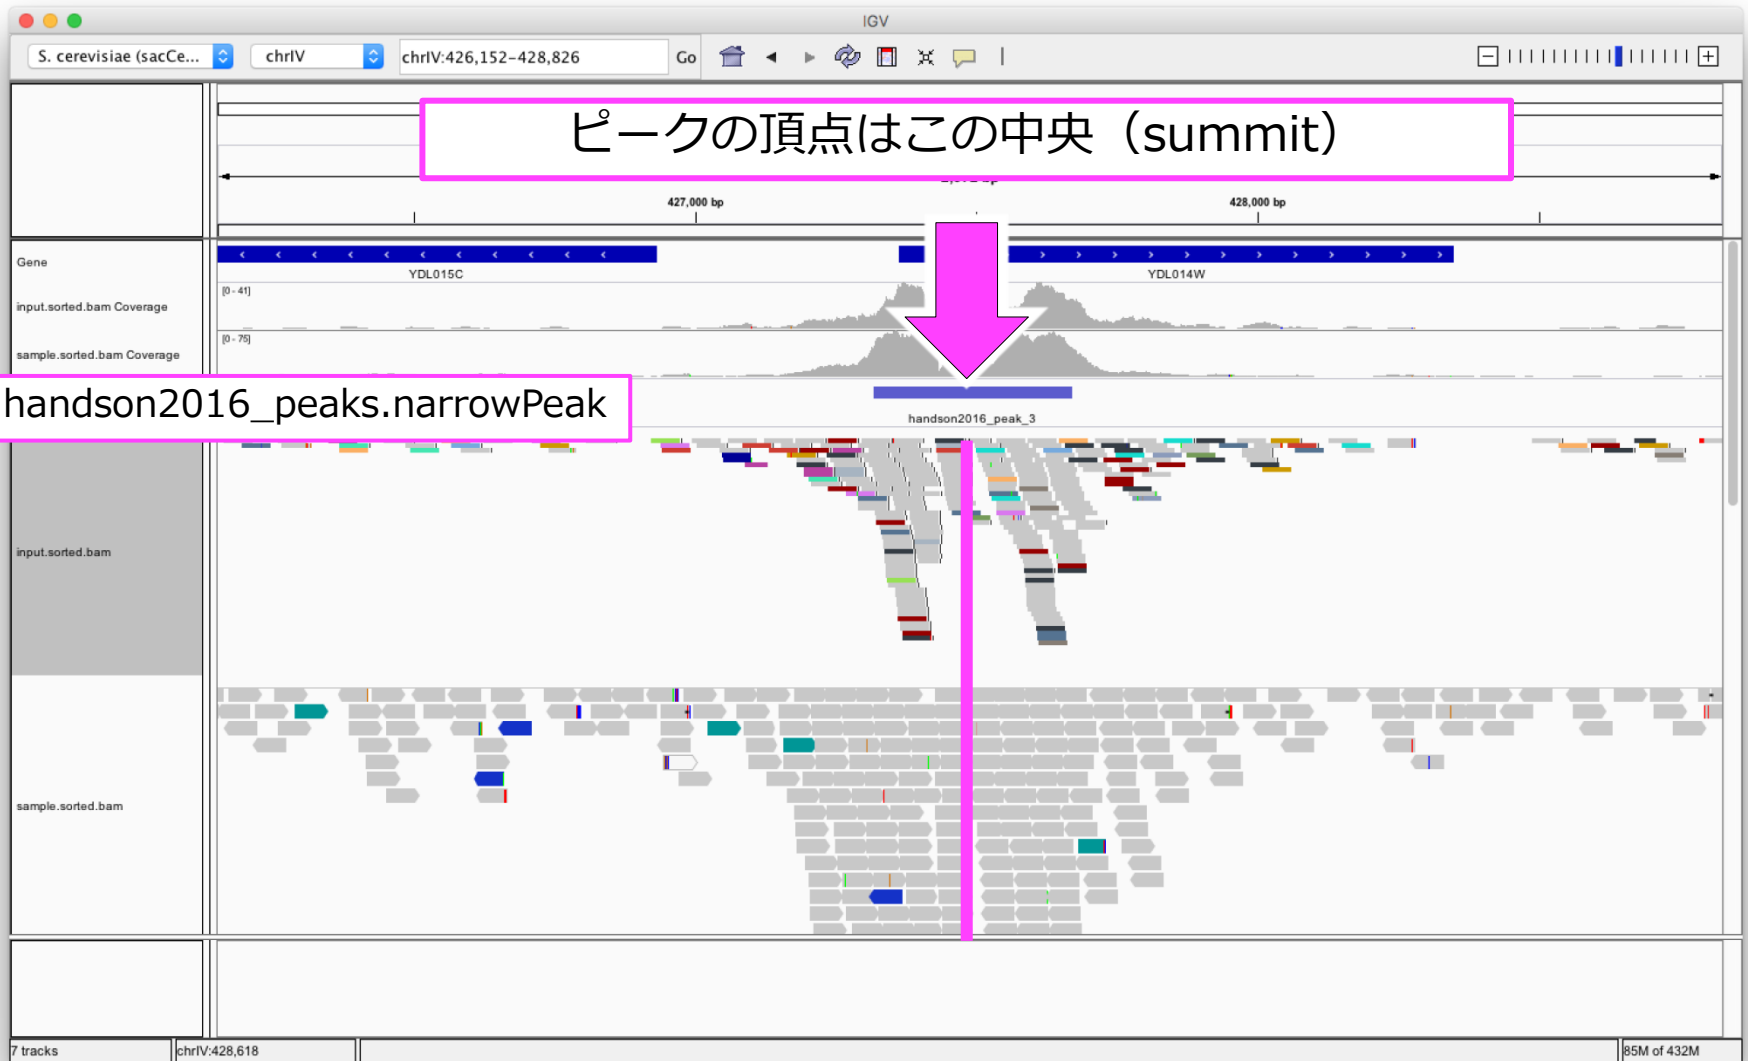 IGV
S. cerevisiae (sacCe...
chrIV
chrIV:426,152–428,826
Go
ピークの頂点はこの中央（summit）
427,000 bp
428,000 bp
Gene
YDL015C
YDL014W
[0 - 41]
input.sorted.bam Coverage
[0 - 75]
sample.sorted.bam Coverage
handson2016_peaks.narrowPeak
handson2016_peak_3
input.sorted.bam
sample.sorted.bam
7 tracks
chrIV:428,618
85M of 432M